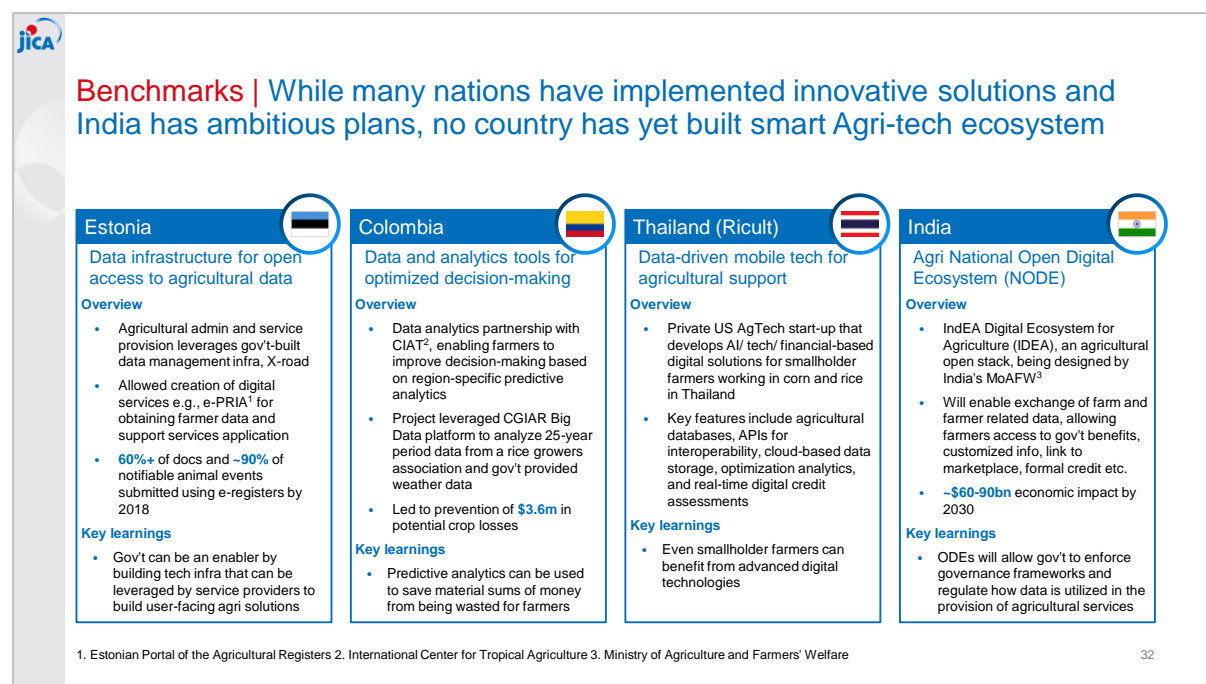 jica
Benchmarks | While many nations have implemented innovative solutions and
India has ambitious plans, no country has yet built smart Agri-tech ecosystem
Estonia
Data infrastructure for open
access to agricultural data
Overview
• Agricultural admin and service
provision leverages gov't-built
data management infra, X-road
• Allowed creation of digital
services e.g., e-PRIA¹ for
obtaining farmer data and
support services application
• 60%+ of docs and ~90% of
notifiable animal events
submitted using e-registers by
2018
Key learnings
• Gov't can be an enabler by
building tech infra that can be
leveraged by service providers to
build user-facing agri solutions
Colombia
Data and analytics tools for
optimized decision-making
Overview
• Data analytics partnership with
CIAT², enabling farmers to
improve decision-making based
on region-specific predictive
analytics
• Project leveraged CGIAR Big
Data platform to analyze 25-year
period data from a rice growers
association and gov't provided
weather data
• Led to prevention of $3.6m in
potential crop losses
Key learnings
• Predictive analytics can be used
to save material sums of money
from being wasted for farmers
Thailand (Ricult)
Data-driven mobile tech for
agricultural support
Overview
• Private US AgTech start-up that
develops AI/ tech/ financial-based
digital solutions for smallholder
farmers working in corn and rice
in Thailand
• Key features include agricultural
databases, APIs for
interoperability, cloud-based data
storage, optimization analytics,
and real-time digital credit
assessments
Key learnings
• Even smallholder farmers can
benefit from advanced digital
technologies
India
Agri National Open Digital
Ecosystem (NODE)
Overview
• IndEA Digital Ecosystem for
Agriculture (IDEA), an agricultural
open stack, being designed by
India's MoAFW³
• Will enable exchange of farm and
farmer related data, allowing
farmers access to gov't benefits,
customized info, link to
marketplace, formal credit etc.
• ~$60-90bn economic impact by
2030
Key learnings
• ODEs will allow gov't to enforce
governance frameworks and
regulate how data is utilized in the
provision of agricultural services
1. Estonian Portal of the Agricultural Registers 2. International Center for Tropical Agriculture 3. Ministry of Agriculture and Farmers' Welfare
32